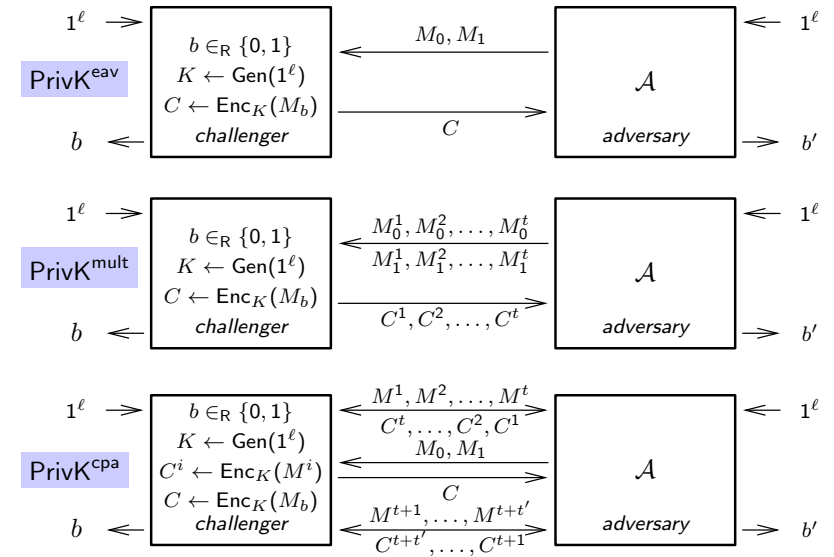 1^ℓ
b ∈_R {0, 1}
M_0, M_1
1^ℓ
PrivK^eav
K ← Gen(1^ℓ)
𝒜
C ← Enc_K(M_b)
C
b
challenger
adversary
b′
1^ℓ
b ∈_R {0, 1}
M_0^1, M_0^2, . . . , M_0^t
1^ℓ
PrivK^mult
K ← Gen(1^ℓ)
M_1^1, M_1^2, . . . , M_1^t
𝒜
C ← Enc_K(M_b)
C^1, C^2, . . . , C^t
b
challenger
adversary
b′
1^ℓ
b ∈_R {0, 1}
M^1, M^2, . . . , M^t
1^ℓ
C^t, . . . , C^2, C^1
K ← Gen(1^ℓ)
M_0, M_1
PrivK^cpa
C^i ← Enc_K(M^i)
𝒜
C
C ← Enc_K(M_b)
M^{t+1}, . . . , M^{t+t′}
b
challenger
C^{t+t′}, . . . , C^{t+1}
adversary
b′